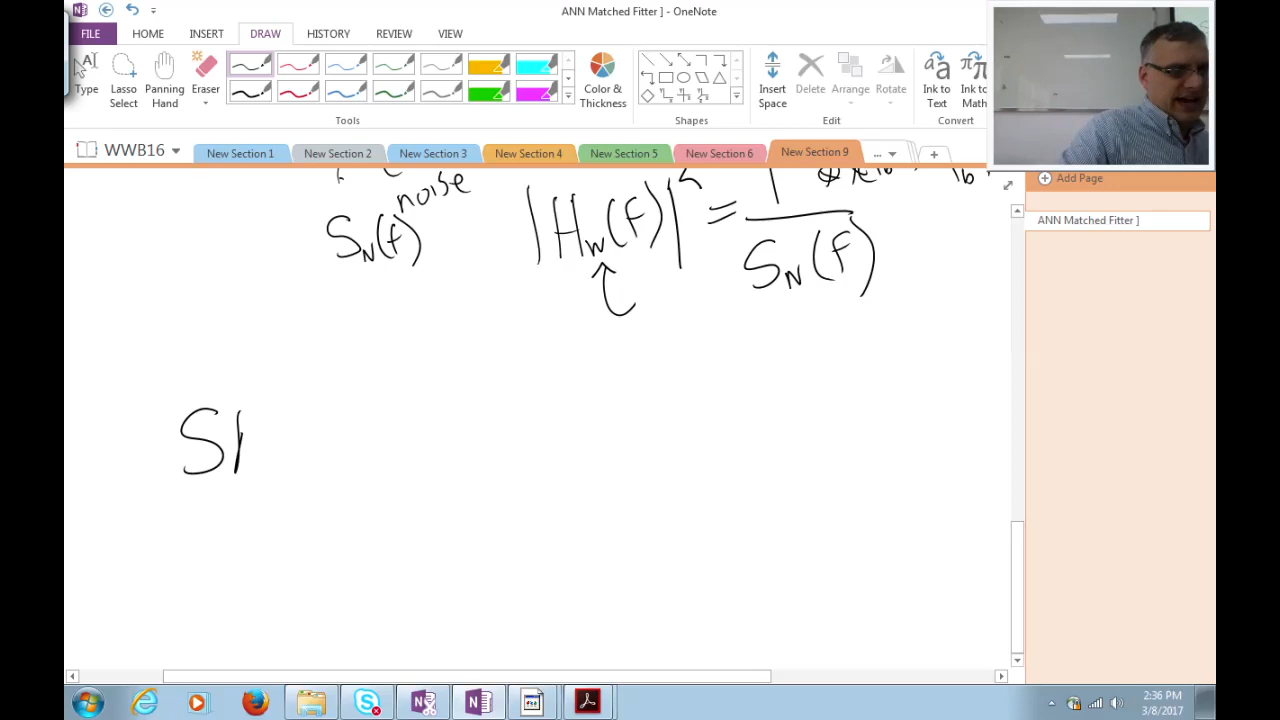 ANN Matched Fitter ] - OneNote
FILE HOME INSERT DRAW HISTORY REVIEW VIEW
Type
Lasso Select
Panning Hand
Eraser
Color & Thickness
Insert Space
Delete
Arrange
Rotate
Ink to Text
Ink to Math
Tools Shapes Edit Convert
WWB16 New Section 1 New Section 2 New Section 3 New Section 4 New Section 5 New Section 6 New Section 9 ...
Add Page
ANN Matched Fitter ]
noise
S_N(f)
|H_W(f)|² = 1 / S_N(f)
S
2:36 PM
3/8/2017